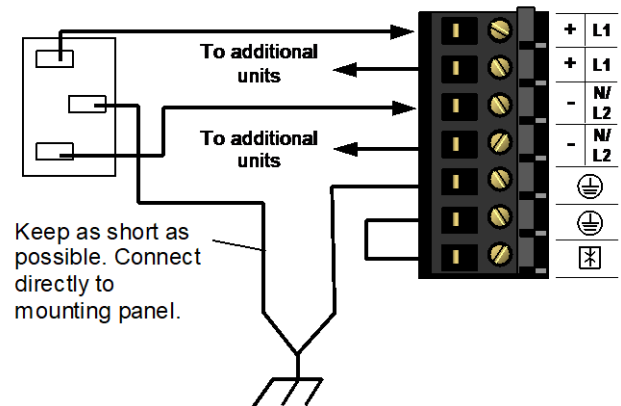 To additional
units
To additional
units
Keep as short as
possible. Connect
directly to
mounting panel.
+ L1
+ L1
- N/
L2
- N/
L2